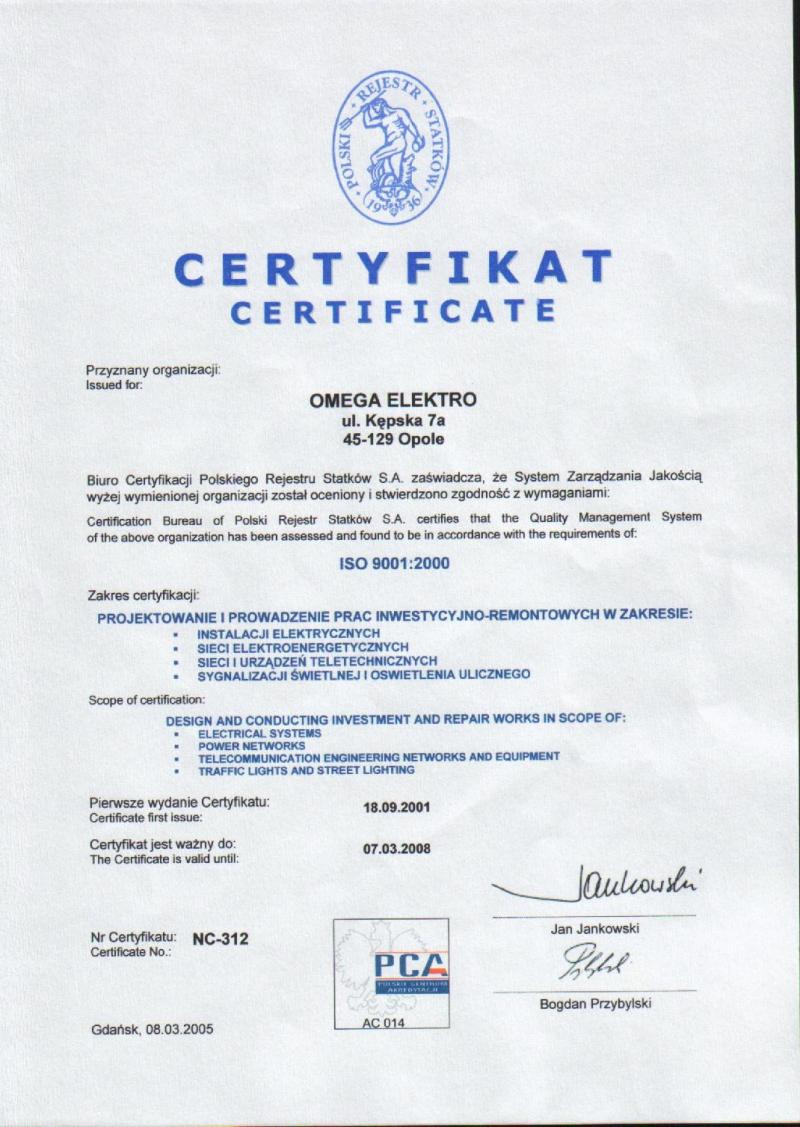 POLSKI · REJESTR · STATKÓW
1936
CERTYFIKAT
CERTIFICATE
Przyznany organizacji:
Issued for:
OMEGA ELEKTRO
ul. Kępska 7a
45-129 Opole
Biuro Certyfikacji Polskiego Rejestru Statków S.A. zaświadcza, że System Zarządzania Jakością
wyżej wymienionej organizacji został oceniony i stwierdzono zgodność z wymaganiami:
Certification Bureau of Polski Rejestr Statków S.A. certifies that the Quality Management System
of the above organization has been assessed and found to be in accordance with the requirements of:
ISO 9001:2000
Zakres certyfikacji:
PROJEKTOWANIE I PROWADZENIE PRAC INWESTYCYJNO-REMONTOWYCH W ZAKRESIE:
▪ INSTALACJI ELEKTRYCZNYCH
▪ SIECI ELEKTROENERGETYCZNYCH
▪ SIECI I URZĄDZEŃ TELETECHNICZNYCH
▪ SYGNALIZACJI ŚWIETLNEJ I OSWIETLENIA ULICZNEGO
Scope of certification:
DESIGN AND CONDUCTING INVESTMENT AND REPAIR WORKS IN SCOPE OF:
▪ ELECTRICAL SYSTEMS
▪ POWER NETWORKS
▪ TELECOMMUNICATION ENGINEERING NETWORKS AND EQUIPMENT
▪ TRAFFIC LIGHTS AND STREET LIGHTING
Pierwsze wydanie Certyfikatu: 18.09.2001
Certificate first issue:
Certyfikat jest ważny do: 07.03.2008
The Certificate is valid until:
Jankowski
Jan Jankowski
Nr Certyfikatu: NC-312
Certificate No.:
PCA
POLSKIE CENTRUM
AKREDYTACJI
AC 014
Bogdan Przybylski
Gdańsk, 08.03.2005